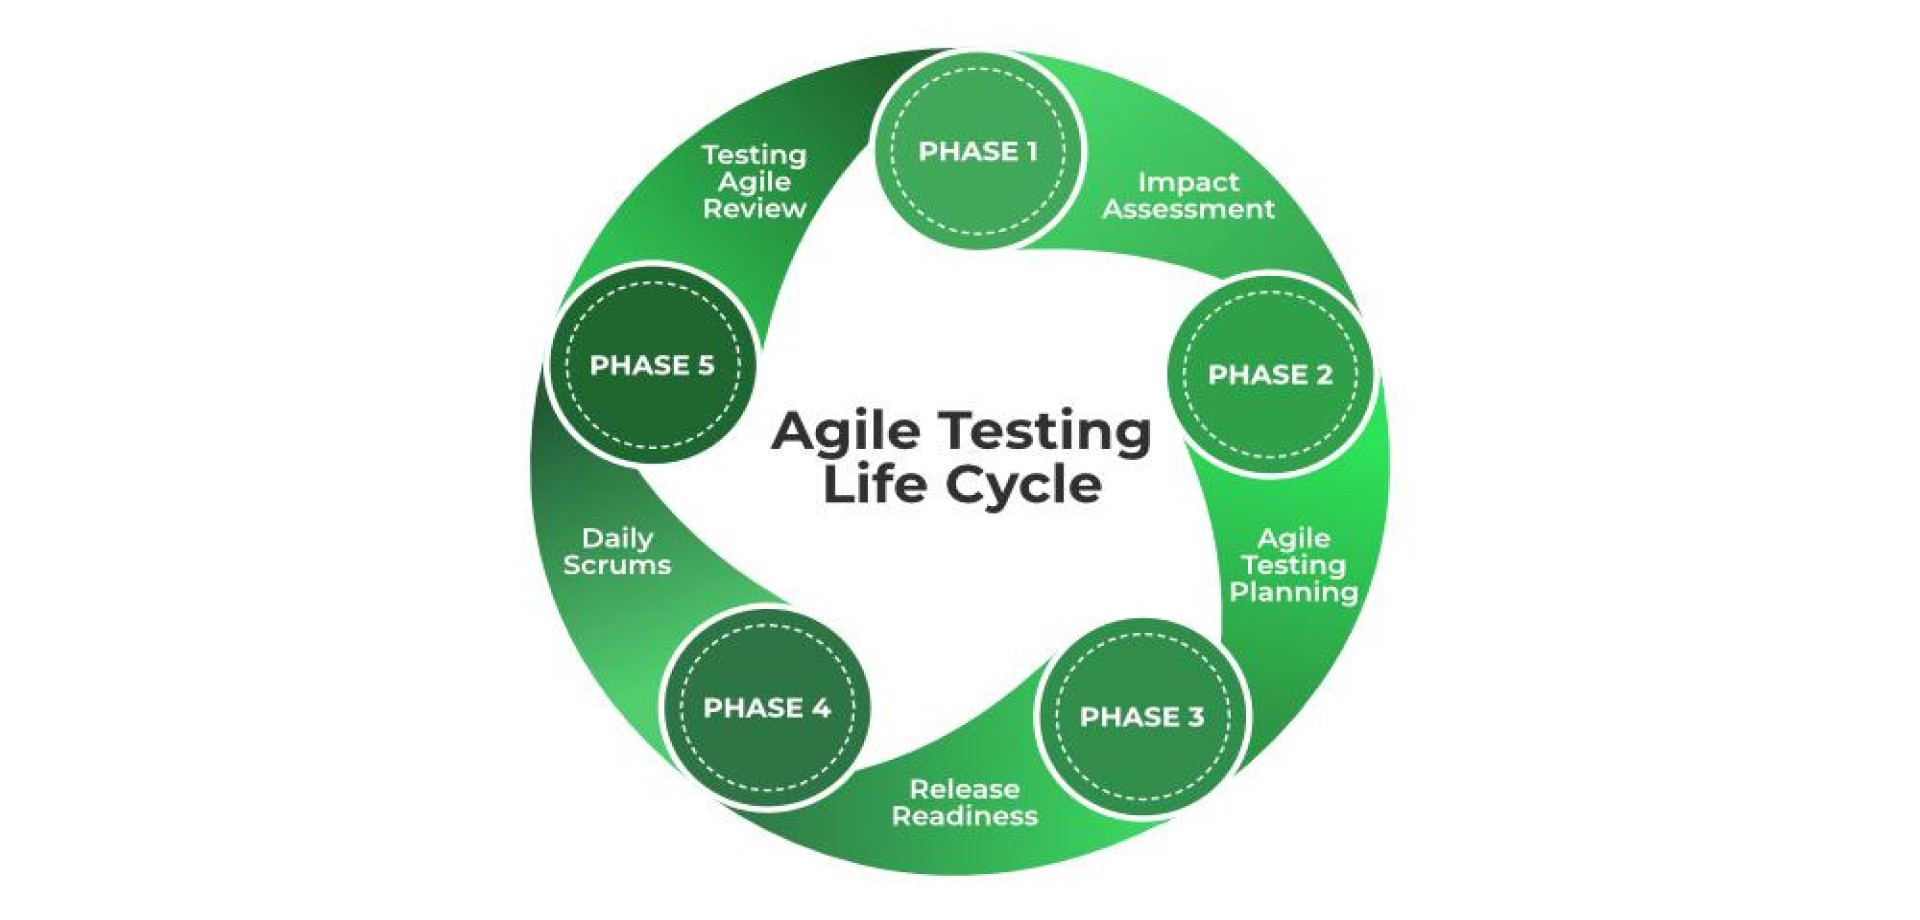 Agile Testing
Life Cycle
PHASE 1
Impact
Assessment
PHASE 2
Agile
Testing
Planning
PHASE 3
Release
Readiness
PHASE 4
Daily
Scrums
PHASE 5
Testing
Agile
Review